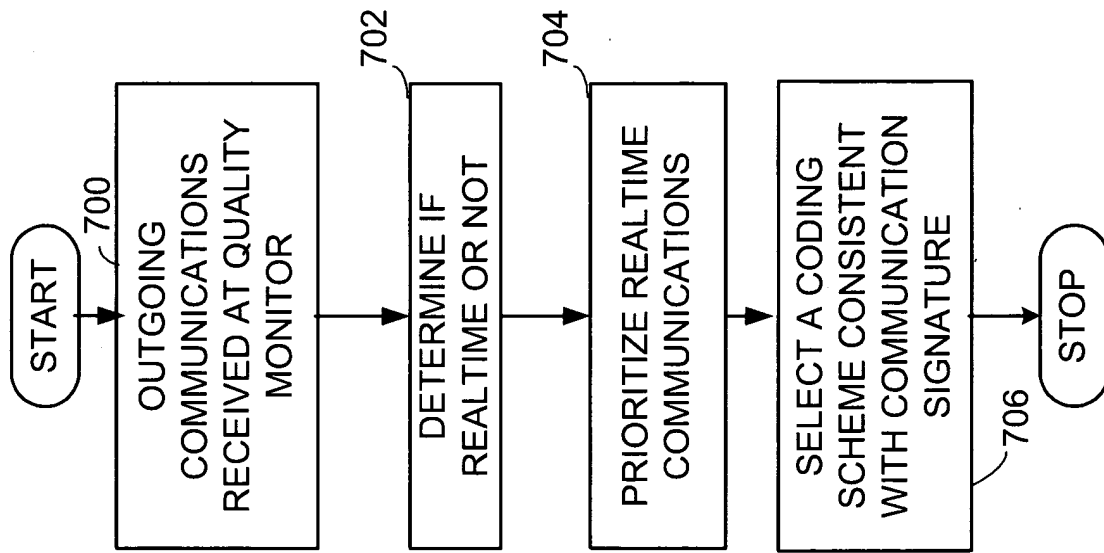 START
700
OUTGOING
COMMUNICATIONS
RECEIVED AT QUALITY
MONITOR
702
DETERMINE IF
REALTIME OR NOT
704
PRIORITIZE REALTIME
COMMUNICATIONS
SELECT A CODING
SCHEME CONSISTENT
WITH COMMUNICATION
SIGNATURE
706
STOP